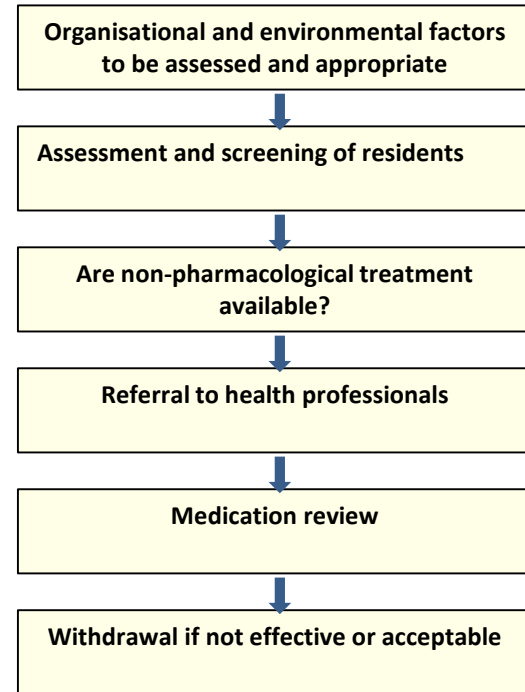 Organisational and environmental factors
to be assessed and appropriate
Assessment and screening of residents
Are non-pharmacological treatment
available?
Referral to health professionals
Medication review
Withdrawal if not effective or acceptable